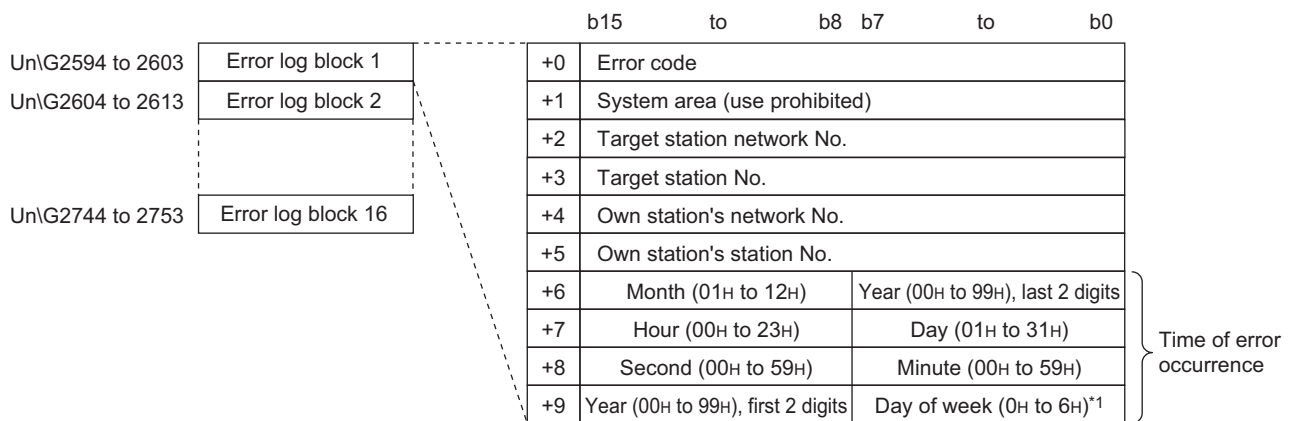 b15 to b8 b7 to b0
Un\G2594 to 2603 Error log block 1 +0 Error code
Un\G2604 to 2613 Error log block 2 +1 System area (use prohibited)
+2 Target station network No.
+3 Target station No.
Un\G2744 to 2753 Error log block 16 +4 Own station's network No.
+5 Own station's station No.
+6 Month (01H to 12H) Year (00H to 99H), last 2 digits
+7 Hour (00H to 23H) Day (01H to 31H)
Time of error
occurrence
+8 Second (00H to 59H) Minute (00H to 59H)
+9 Year (00H to 99H), first 2 digits Day of week (0H to 6H)*1